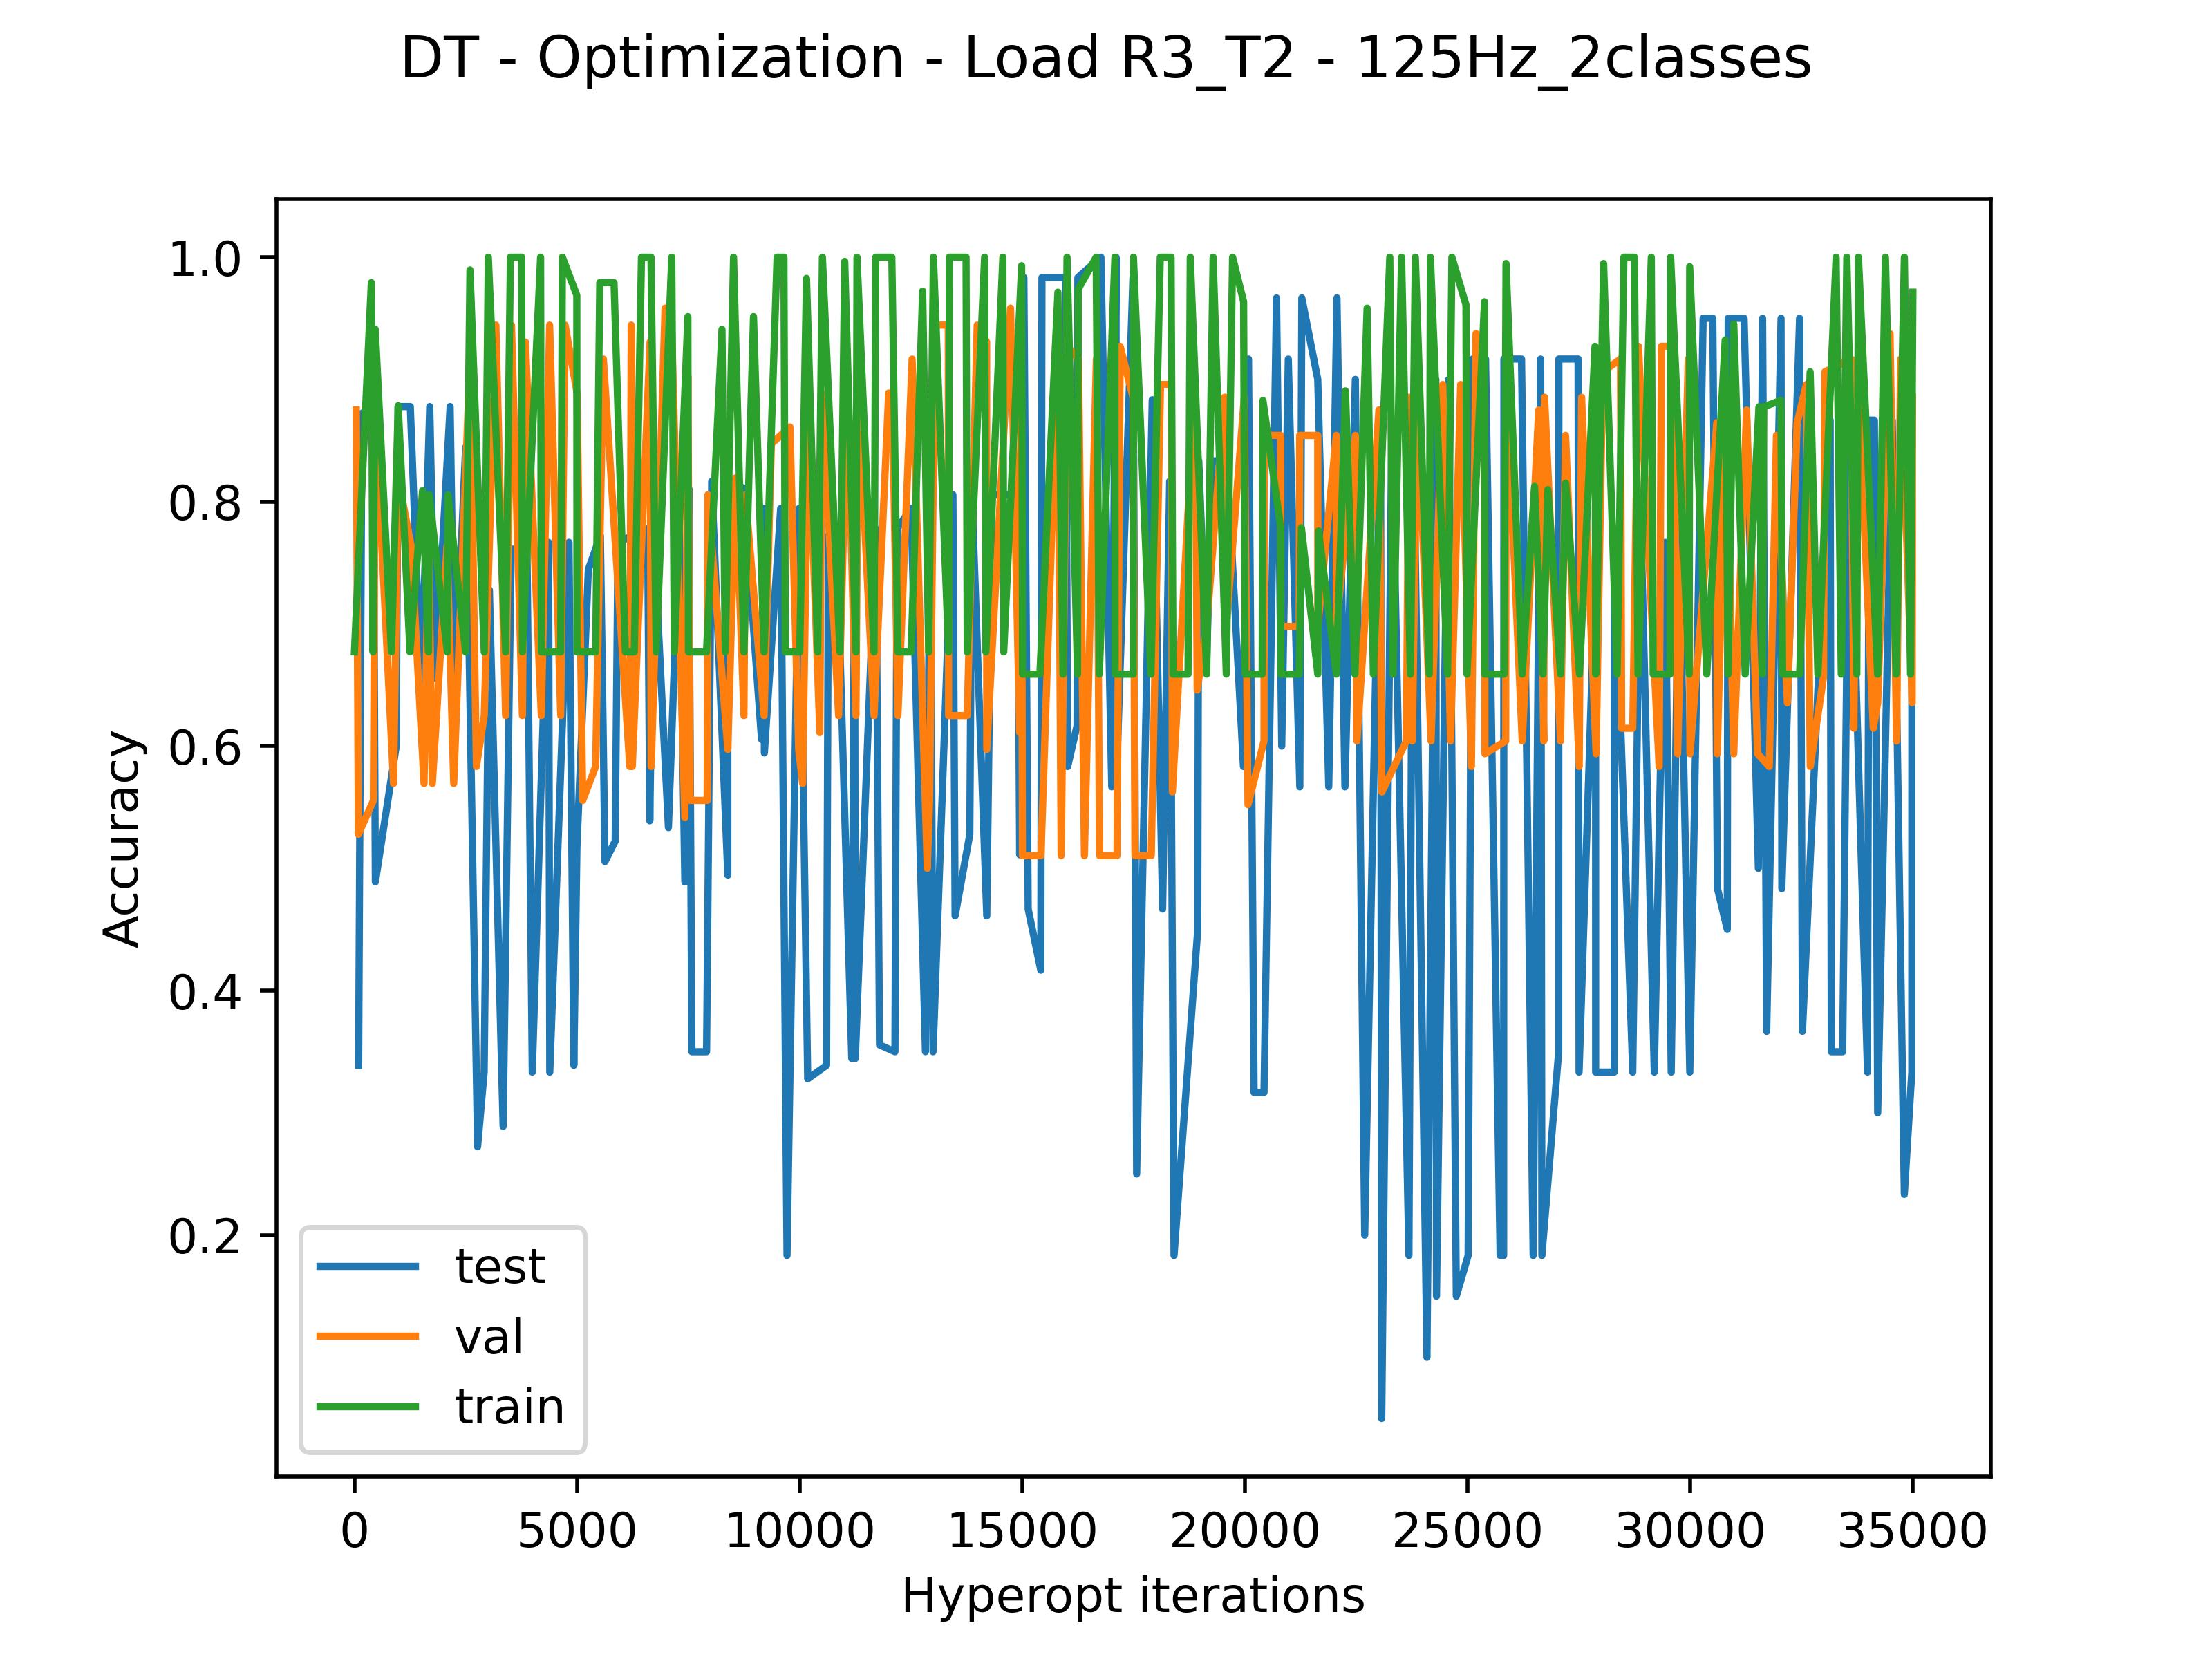 DT - Optimization - Load R3_T2 - 125Hz_2classes
1.0
0.8
0.6
0.4
0.2
Accuracy
test
val
train
0 5000 10000 15000 20000 25000 30000 35000
Hyperopt iterations